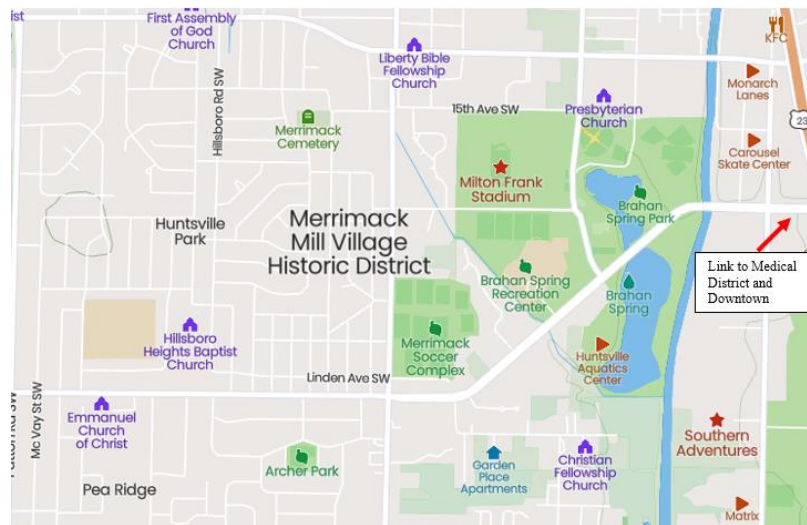 ist
First Assembly
of God
Church
Hillsboro Rd SW
Liberty Bible
Fellowship
Church
KFC
Monarch
Lanes
15th Ave SW
Presbyterian
Church
23
Merrimack
Cemetery
Carousel
Skate Center
Milton Frank
Stadium
Brahan
Spring Park
Huntsville
Park
Merrimack
Mill Village
Historic District
Link to Medical
District and
Downtown
Brahan Spring
Recreation
Center
Brahan
Spring
Hillsboro
Heights Baptist
Church
Merrimack
Soccer
Complex
Huntsville
Aquatics
Center
Linden Ave SW
Mc Vay St SW
Emmanuel
Church
of Christ
Southern
Adventures
Archer Park
Garden
Place
Apartments
Christian
Fellowship
Church
Pea Ridge
Matrix